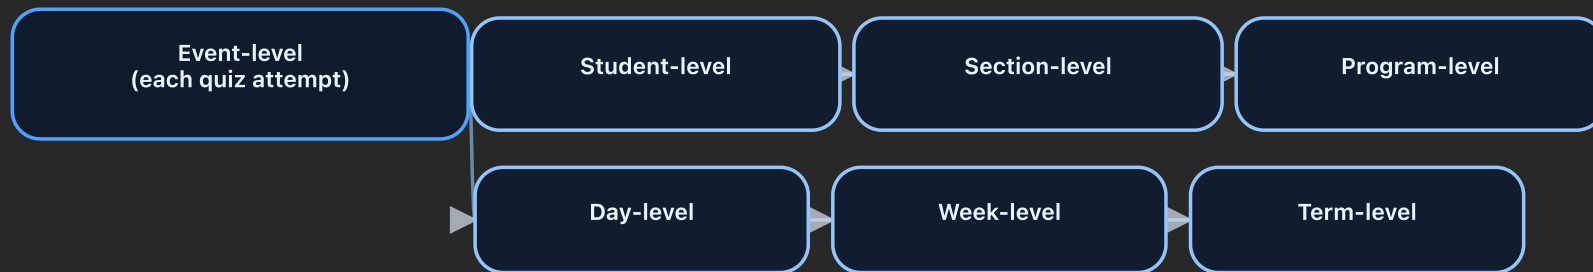 Event-level
(each quiz attempt)
Student-level
Section-level
Program-level
Day-level
Week-level
Term-level